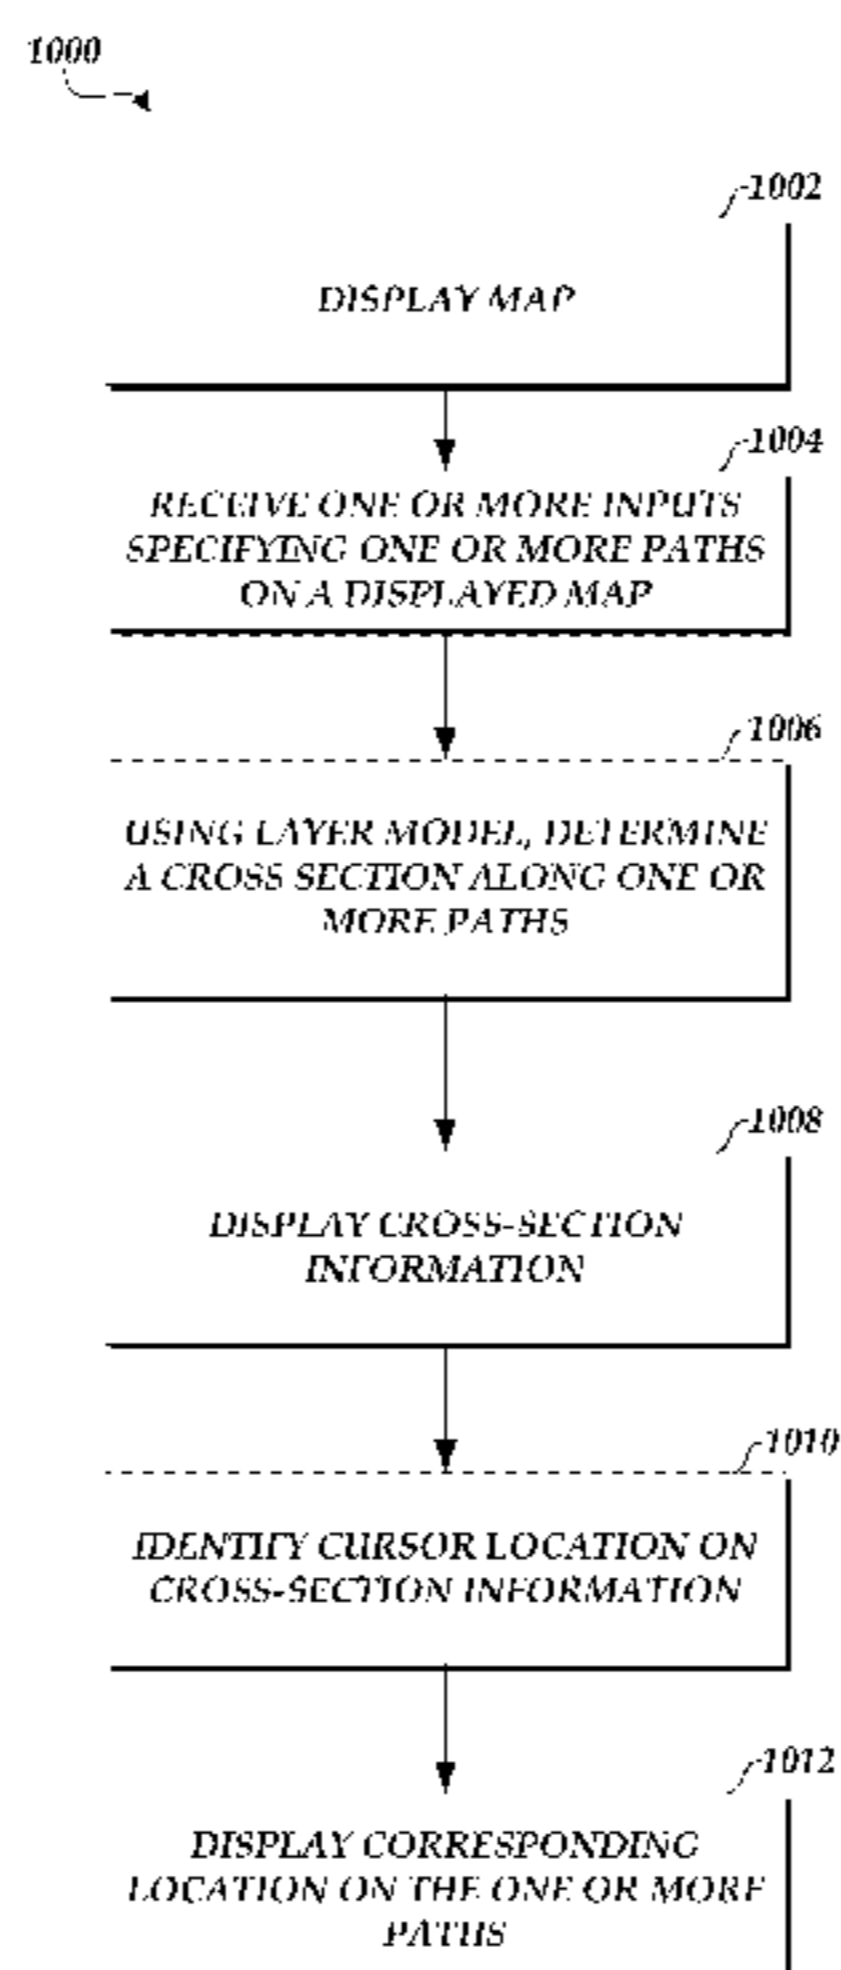 1000
1002
DISPLAY MAP
1004
RECEIVE ONE OR MORE INPUTS
SPECIFYING ONE OR MORE PATHS
ON A DISPLAYED MAP
1006
USING LAYER MODEL, DETERMINE
A CROSS SECTION ALONG ONE OR
MORE PATHS
1008
DISPLAY CROSS-SECTION
INFORMATION
1010
IDENTIFY CURSOR LOCATION ON
CROSS-SECTION INFORMATION
1012
DISPLAY CORRESPONDING
LOCATION ON THE ONE OR MORE
PATHS